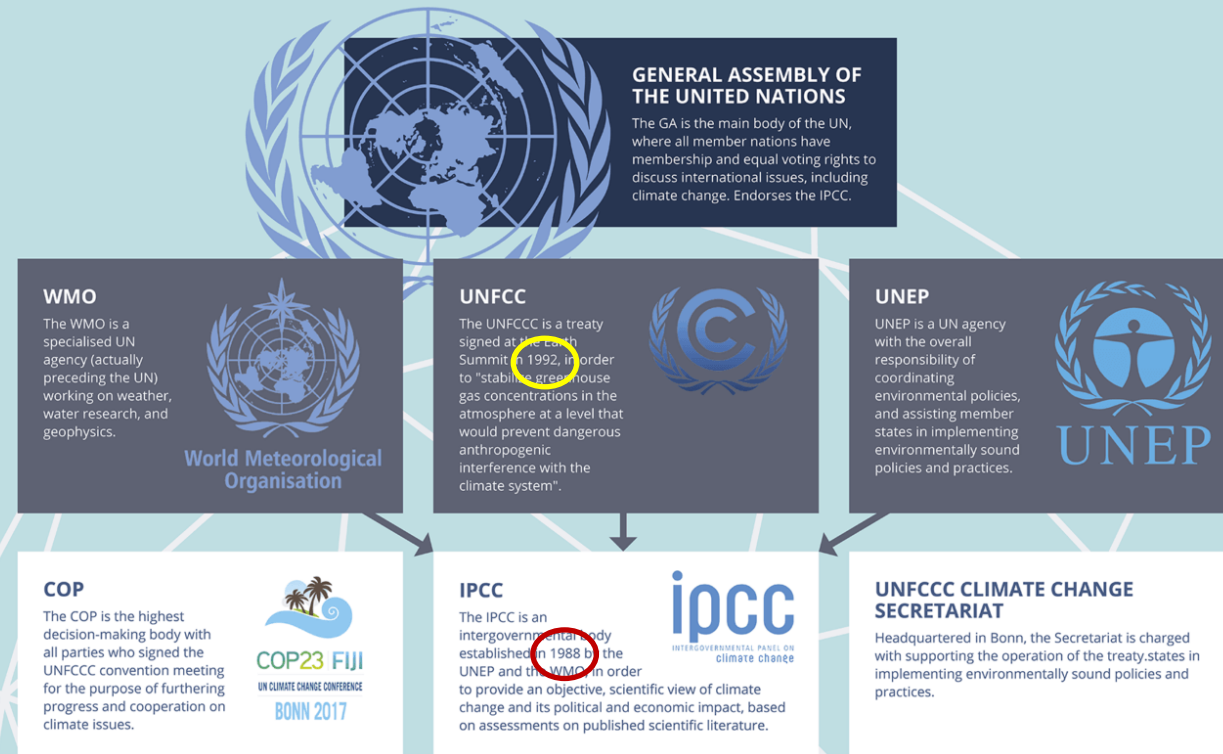 GENERAL ASSEMBLY OF
THE UNITED NATIONS
The GA is the main body of the UN,
where all member nations have
membership and equal voting rights to
discuss international issues, including
climate change. Endorses the IPCC.
WMO
The WMO is a
specialised UN
agency (actually
preceding the UN)
working on weather,
water research, and
geophysics.
World Meteorological
Organisation
UNFCC
The UNFCCC is a treaty
signed at the Earth
Summit in 1992, in order
to "stabilise greenhouse
gas concentrations in the
atmosphere at a level that
would prevent dangerous
anthropogenic
interference with the
climate system".
UNEP
UNEP is a UN agency
with the overall
responsibility of
coordinating
environmental policies,
and assisting member
states in implementing
environmentally sound
policies and practices.
UNEP
COP
The COP is the highest
decision-making body with
all parties who signed the
UNFCCC convention meeting
for the purpose of furthering
progress and cooperation on
climate issues.
COP23 FIJI
UN CLIMATE CHANGE CONFERENCE
BONN 2017
IPCC
The IPCC is an
intergovernmental body
established in 1988 by the
UNEP and the WMO, in order
to provide an objective, scientific view of climate
change and its political and economic impact, based
on assessments on published scientific literature.
ipcc
INTERGOVERNMENTAL PANEL ON
climate change
UNFCCC CLIMATE CHANGE
SECRETARIAT
Headquartered in Bonn, the Secretariat is charged
with supporting the operation of the treaty.states in
implementing environmentally sound policies and
practices.